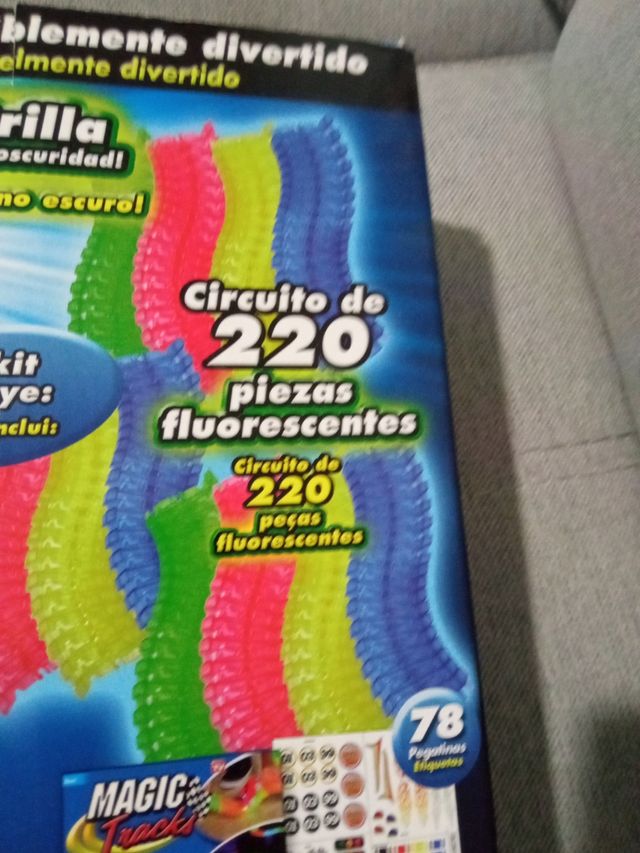 blemente divertido
elmente divertido
rilla
oscuridad!
no escuro!
Circuito de
220
piezas
fluorescentes
kit
ye:
nclui:
Circuito de
220
peças
fluorescentes
78
Pegatinas
Etiquetas
MAGIC
Tracks